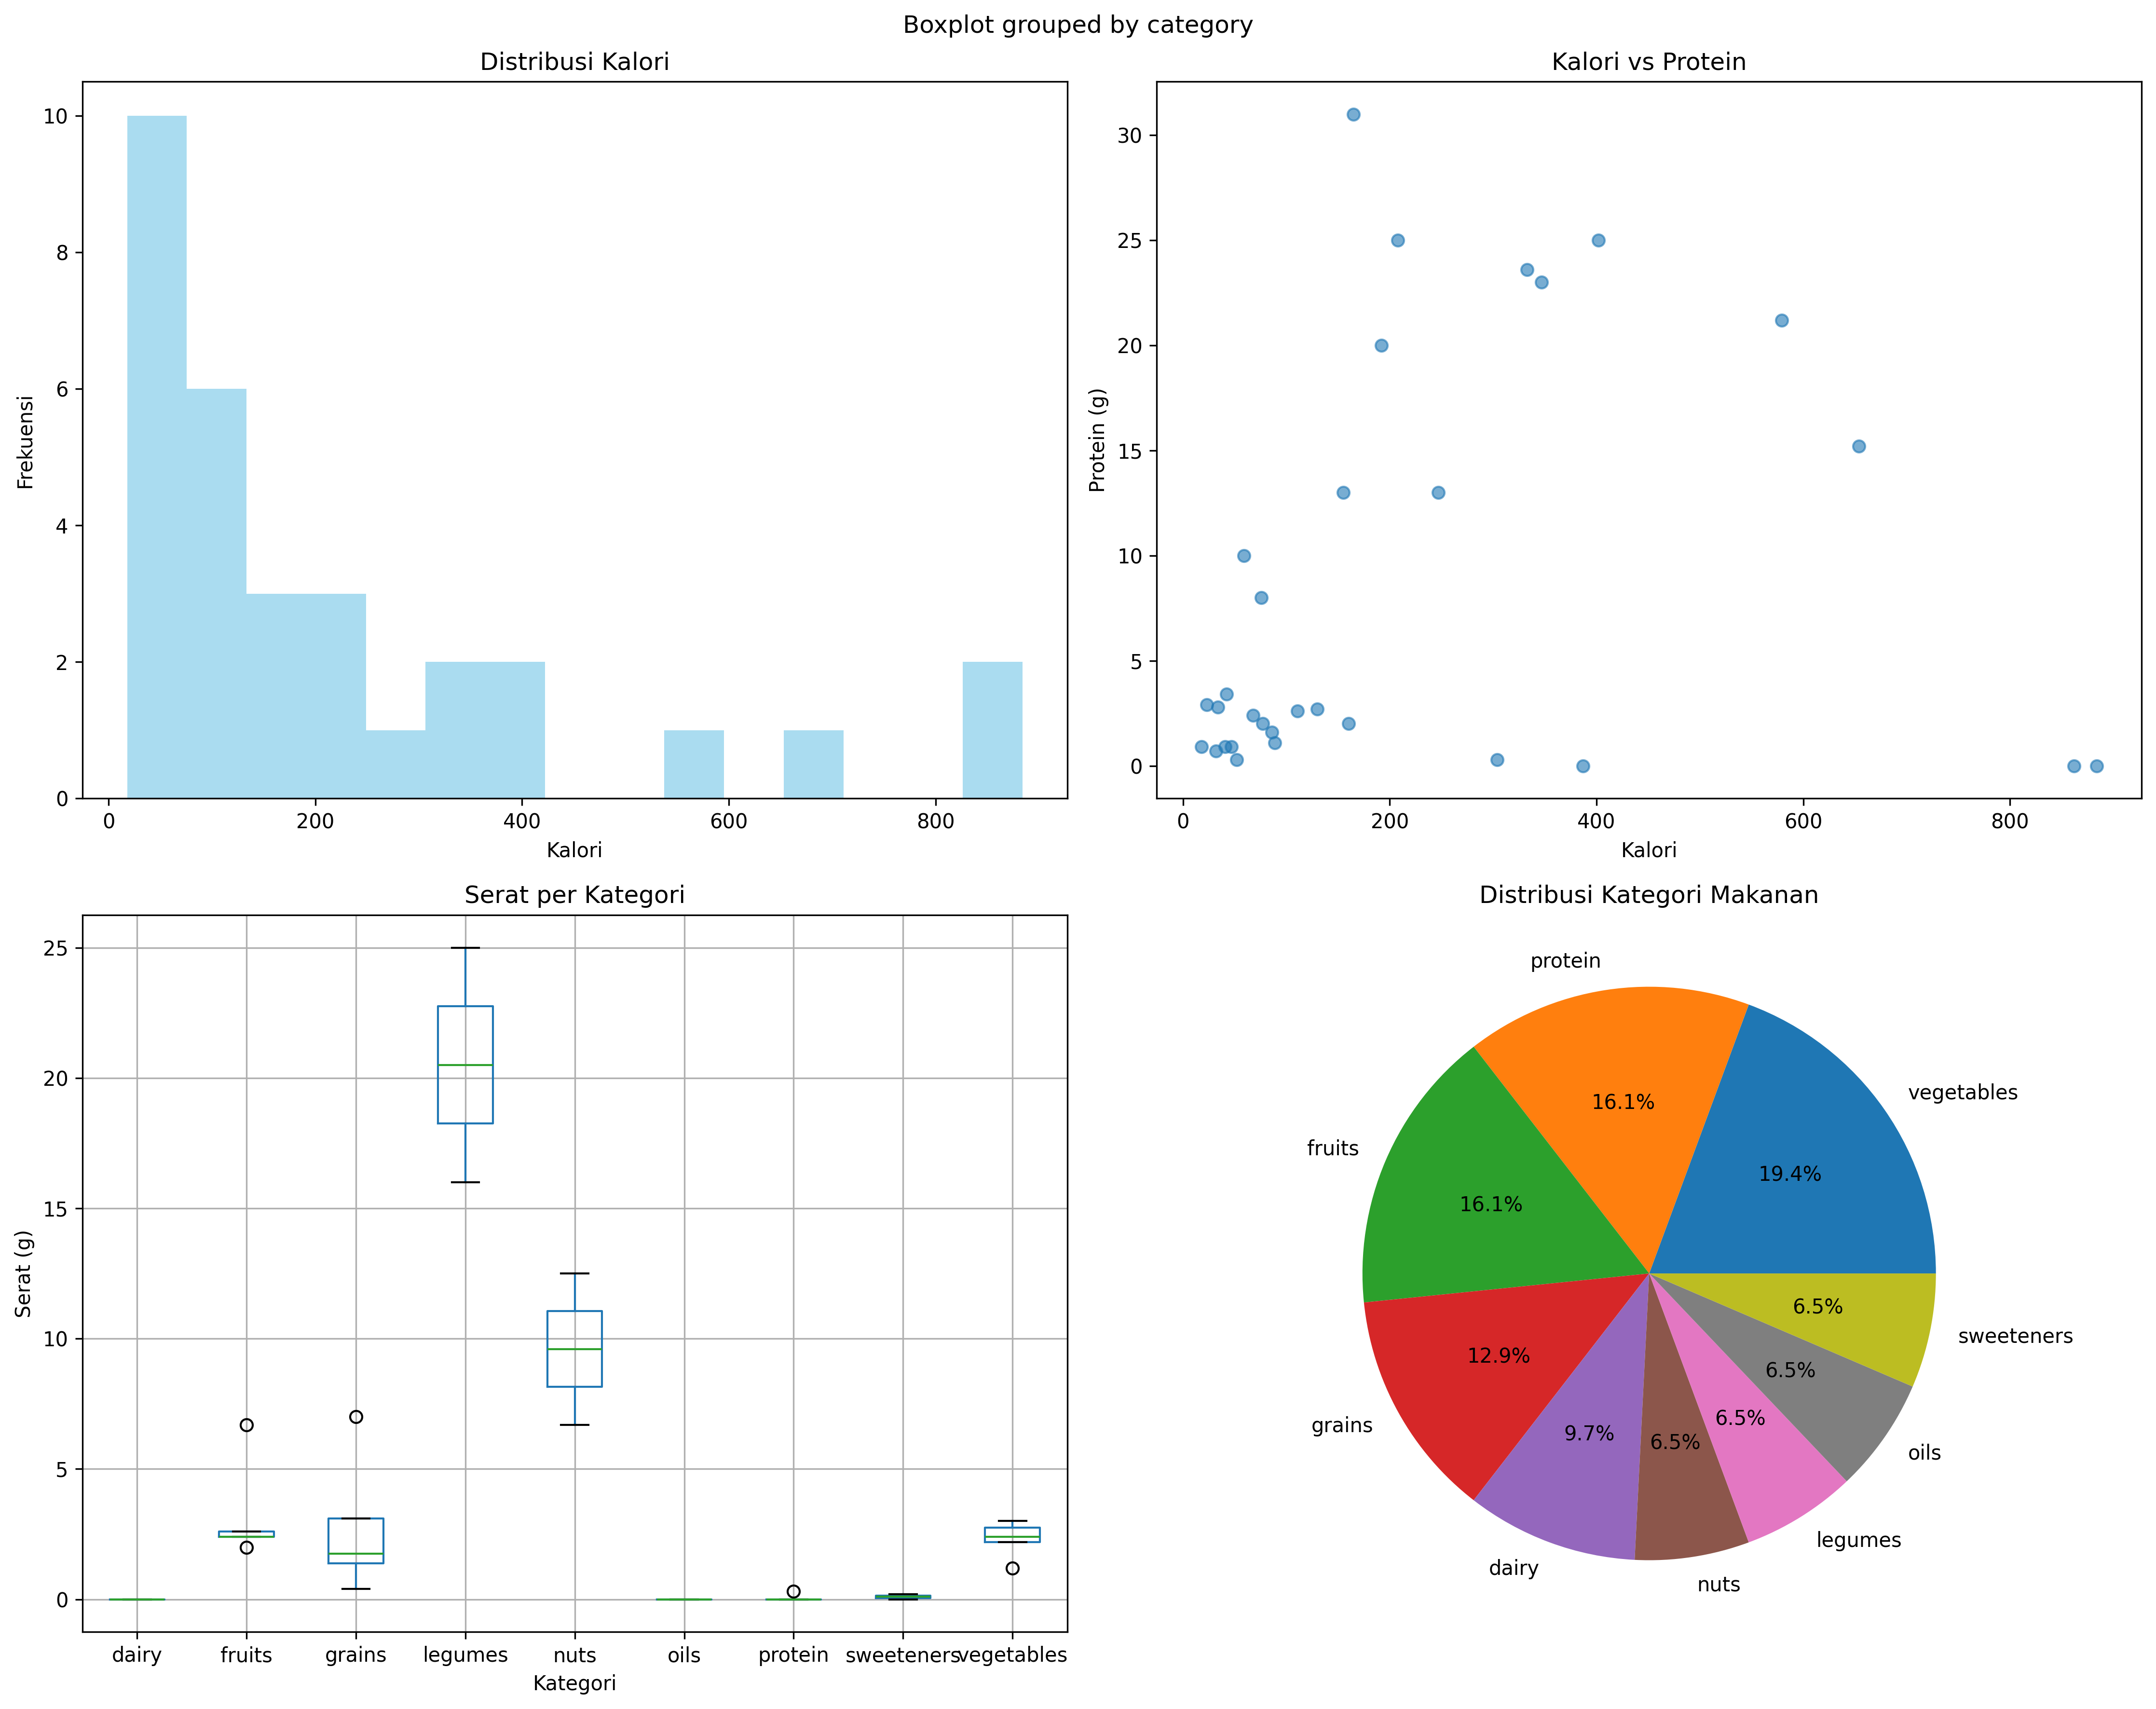 Boxplot grouped by category
Distribusi Kalori
Frekuensi
10
8
6
4
2
0
0 200 400 600 800
Kalori
Kalori vs Protein
Protein (g)
30
25
20
15
10
5
0
0 200 400 600 800
Kalori
Serat per Kategori
Serat (g)
25
20
15
10
5
0
dairy fruits grains legumes nuts oils protein sweeteners vegetables
Kategori
Distribusi Kategori Makanan
protein
vegetables
16.1%
fruits
19.4%
16.1%
6.5%
sweeteners
12.9%
6.5%
6.5%
grains
9.7%
6.5%
oils
legumes
dairy
nuts